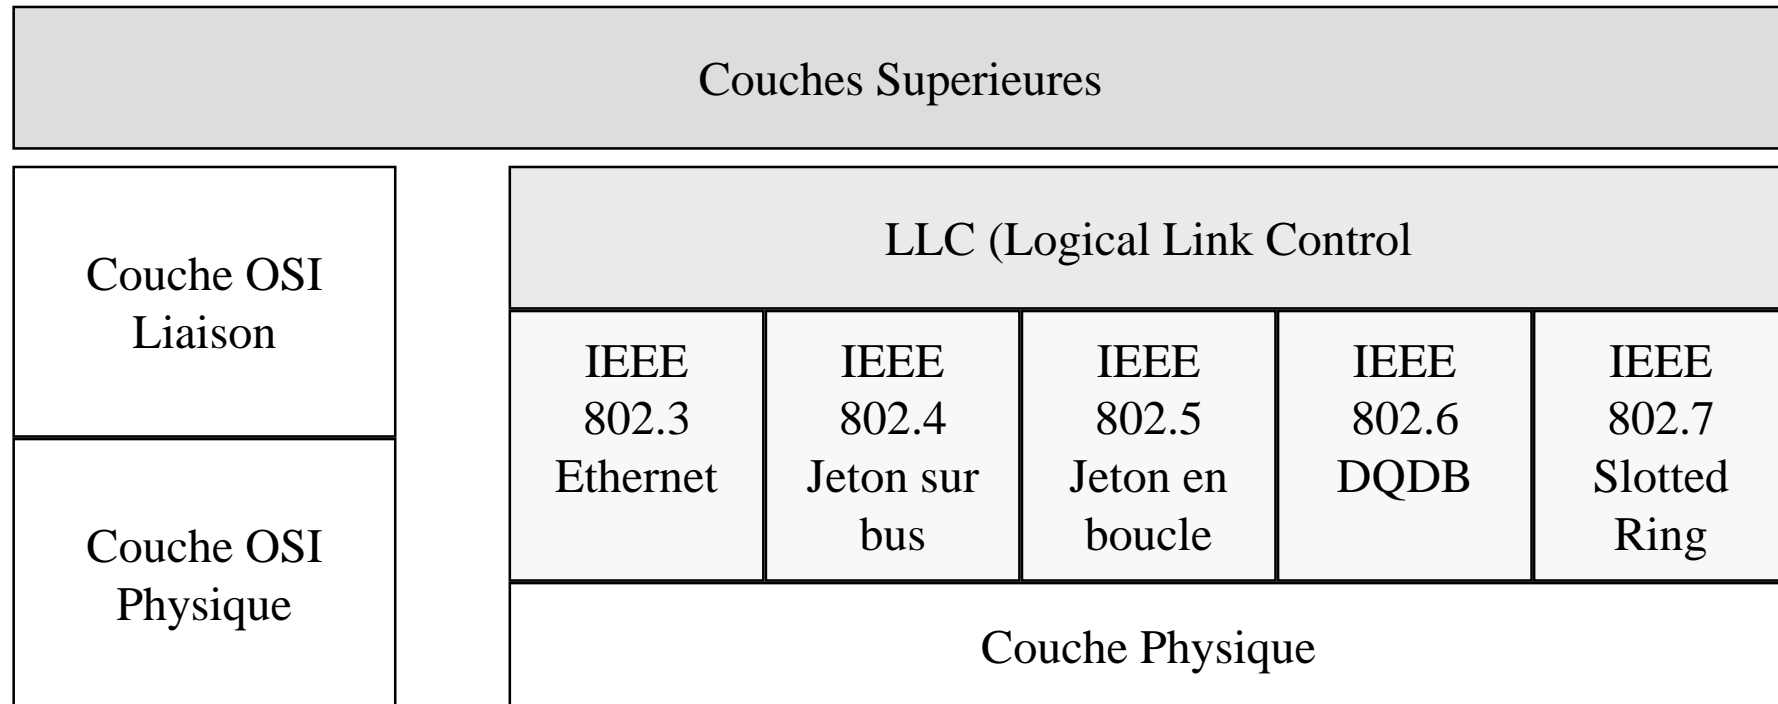 Couches Superieures
Couche OSI
Liaison
Couche OSI
Physique
LLC (Logical Link Control
IEEE
802.3
Ethernet
IEEE
802.4
Jeton sur
bus
IEEE
802.5
Jeton en
boucle
IEEE
802.6
DQDB
IEEE
802.7
Slotted
Ring
Couche Physique